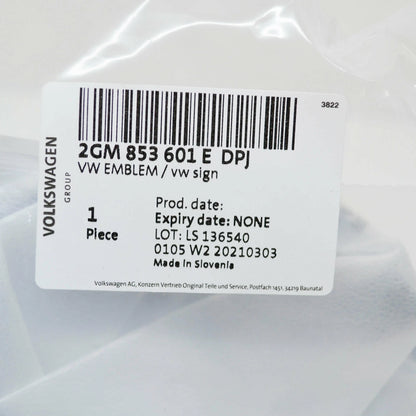 3822
VOLKSWAGEN
GROUP
2GM 853 601 E DPJ
VW EMBLEM / vw sign
1
Piece
Prod. date:
Expiry date: NONE
LOT: LS 136540
0105 W2 20210303
Made in Slovenia
Volkswagen AG, Konzern Vertrieb Original Teile und Service, Postfach 1451, 34219 Baunatal